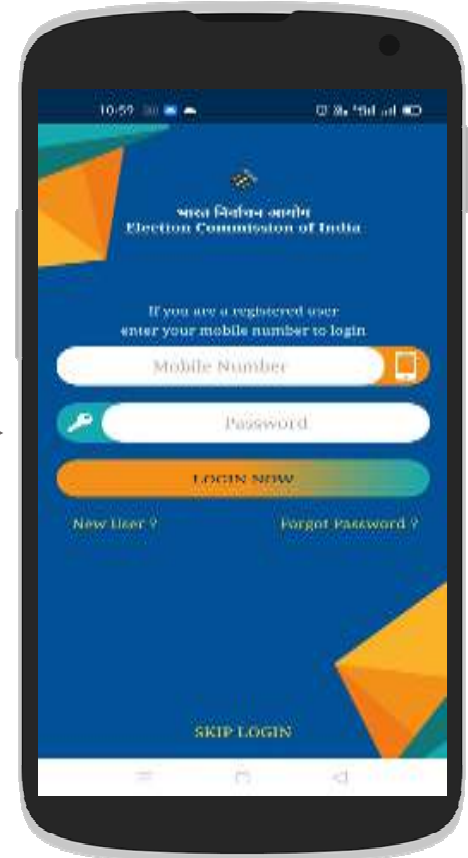 10:59
भारत निर्वाचन आयोग
Election Commission of India
If you are a registered user
enter your mobile number to login
Mobile Number
Password
LOGIN NOW
New User ? Forgot Password ?
SKIP LOGIN